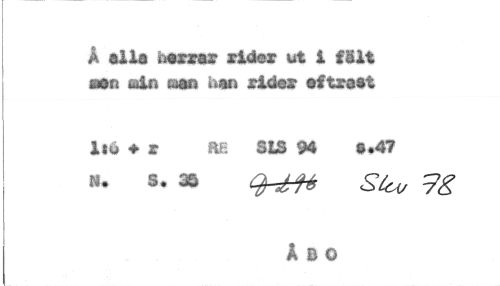 Å alla herrar rider ut i fält
men min man han rider eftrast
1:6 + r RE SLS 94 s.47
N. S. 35 Skv 78
Å B O